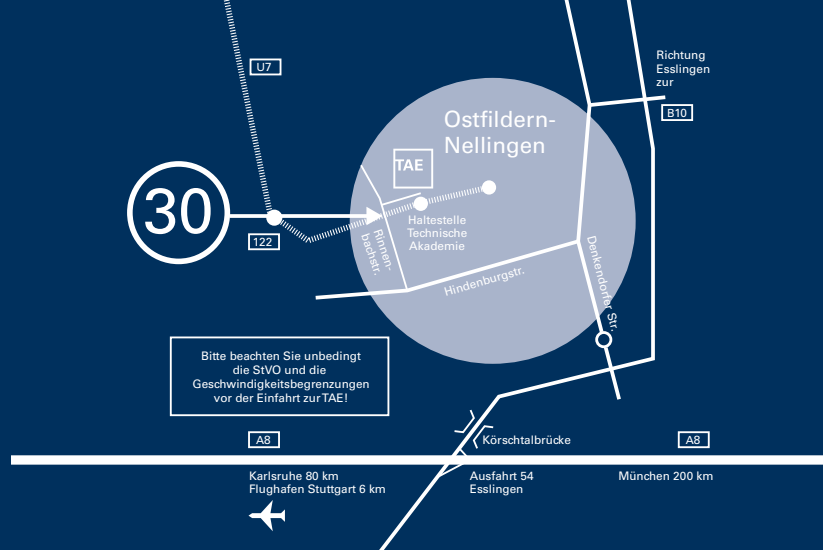 U7
Richtung
Esslingen
zur
B10
Ostfildern-
Nellingen
TAE
30
122
Haltestelle
Technische
Akademie
Rinnen-
bachstr.
Hindenburgstr.
Denkendorfer Str.
Bitte beachten Sie unbedingt
die StVO und die
Geschwindigkeitsbegrenzungen
vor der Einfahrt zur TAE!
A8
Körschtalbrücke
A8
Karlsruhe 80 km
Flughafen Stuttgart 6 km
Ausfahrt 54
Esslingen
München 200 km